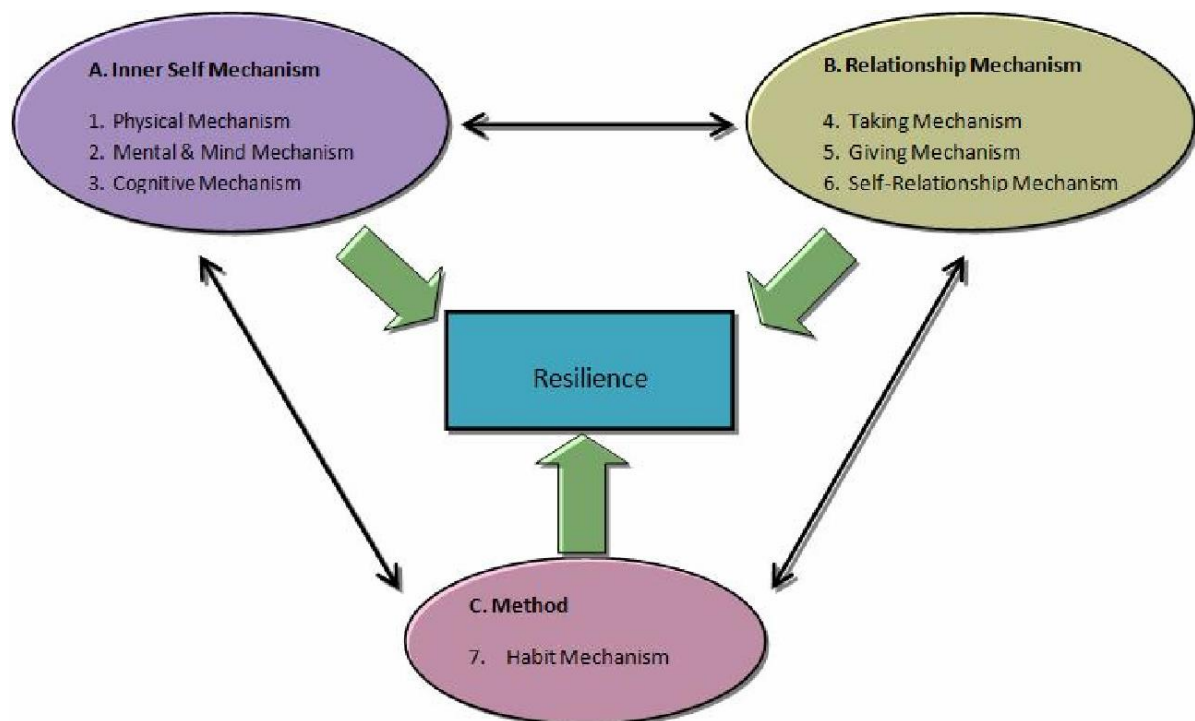 A. Inner Self Mechanism
1. Physical Mechanism
2. Mental & Mind Mechanism
3. Cognitive Mechanism
B. Relationship Mechanism
4. Taking Mechanism
5. Giving Mechanism
6. Self-Relationship Mechanism
Resilience
C. Method
7. Habit Mechanism